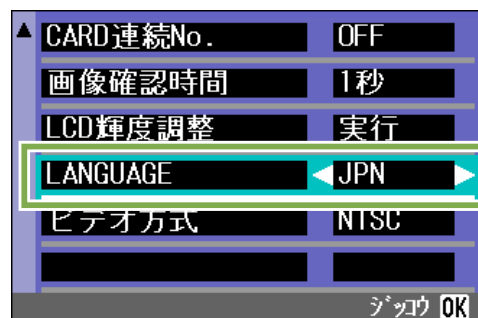 CARD連続No. OFF
画像確認時間 1秒
LCD輝度調整 実行
LANGUAGE JPN
ビデオ方式 NTSC
ジッコウ OK